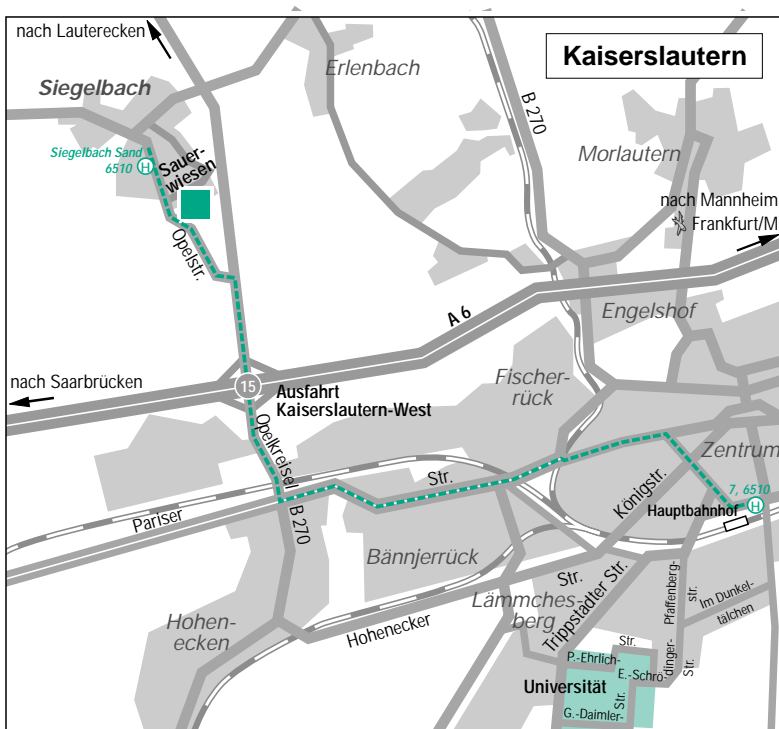 nach Lauterecken
Kaiserslautern
Siegelbach
Erlenbach
B 270
Morlautern
Siegelbach Sand
6510
H
Sauer-
wiesen
nach Mannheim
Frankfurt/M
Opelstr.
Engelshof
A 6
nach Saarbrücken
15
Ausfahrt
Kaiserslautern-West
Fischer-
rück
Opelkreisel
B 270
Zentrum
Pariser
Str.
Königstr.
7, 6510
Hauptbahnhof
H
Bännjerrück
Hohen-
ecken
Hohenecker
Str.
Lämmches-
berg
Trippstadter Str.
Pfaffenberg-
str.
Im Dunkel-
tälchen
Universität
P.-Ehrlich-
Str.
E.-Schrö-
dinger-
Str.
G.-Daimler-
Str.